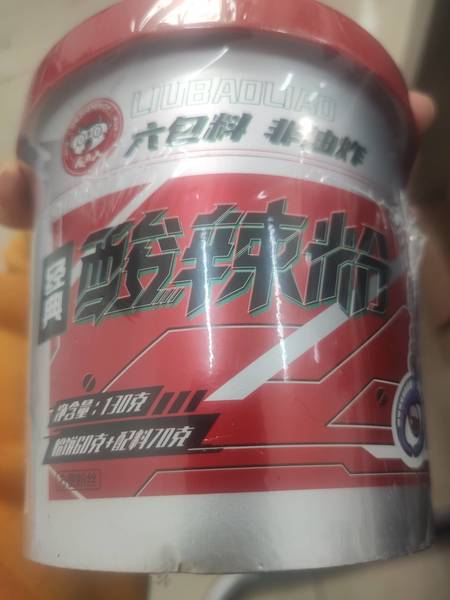 LIUBAOLIAO
六包料 非油炸
经典
酸辣粉
净含量:130克
粉饼60克+配料70克